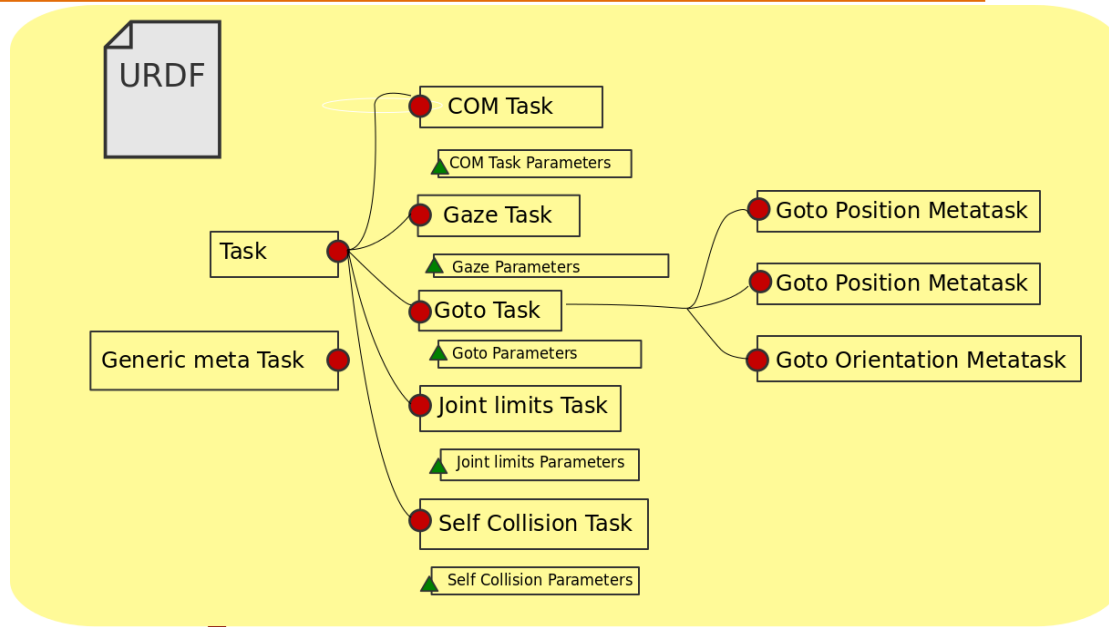 URDF
COM Task
COM Task Parameters
Gaze Task
Gaze Parameters
Task
Goto Task
Goto Parameters
Generic meta Task
Joint limits Task
Joint limits Parameters
Self Collision Task
Self Collision Parameters
Goto Position Metatask
Goto Position Metatask
Goto Orientation Metatask